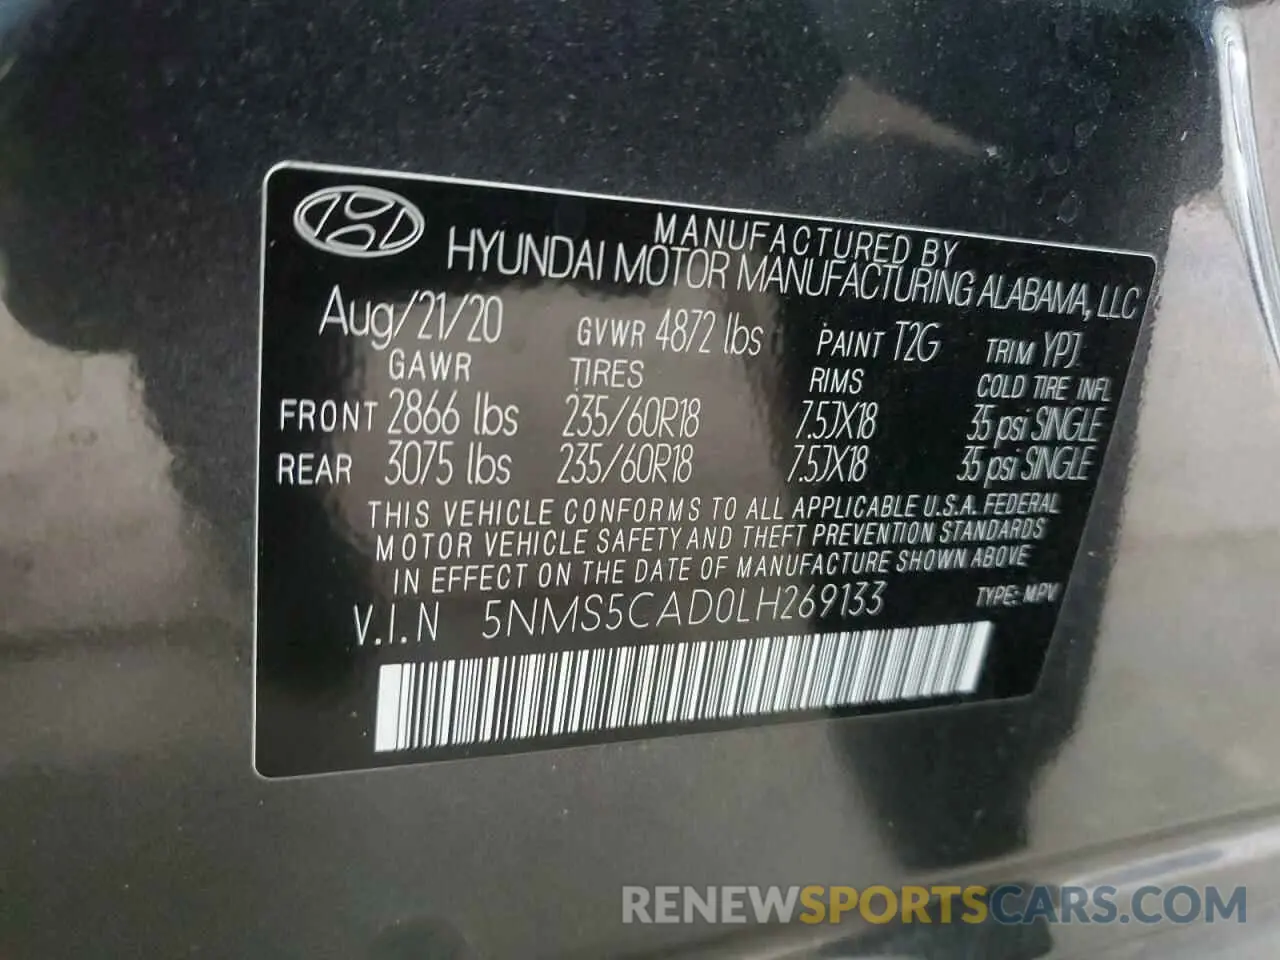 MANUFACTURED BY
HYUNDAI MOTOR MANUFACTURING ALABAMA, LLC
Aug/21/20 GVWR 4872 lbs PAINT T2G TRIM YPJ
GAWR TIRES RIMS COLD TIRE INFL
FRONT 2866 lbs 235/60R18 7.5JX18 35 psi SINGLE
REAR 3075 lbs 235/60R18 7.5JX18 35 psi SINGLE
THIS VEHICLE CONFORMS TO ALL APPLICABLE U.S.A. FEDERAL
MOTOR VEHICLE SAFETY AND THEFT PREVENTION STANDARDS
IN EFFECT ON THE DATE OF MANUFACTURE SHOWN ABOVE
V.I.N 5NMS5CAD0LH269133 TYPE: MPV
RENEWSPORTSCARS.COM